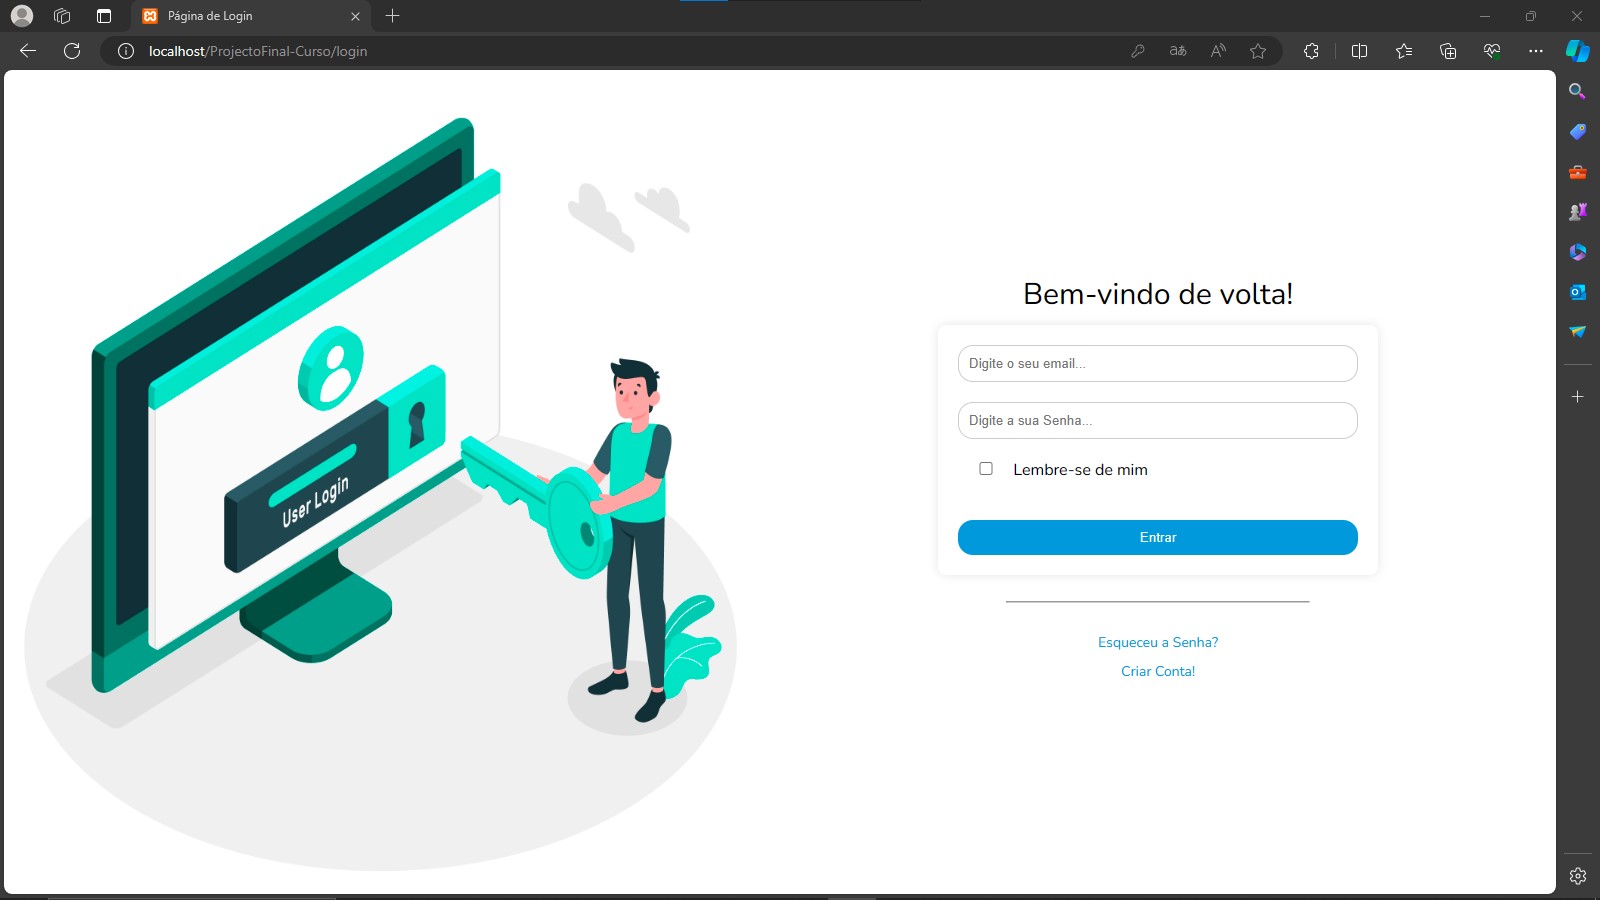 Página de Login
localhost/ProjectoFinal-Curso/login
User Login
Bem-vindo de volta!
Digite o seu email...
Digite a sua Senha...
Lembre-se de mim
Entrar
Esqueceu a Senha?
Criar Conta!